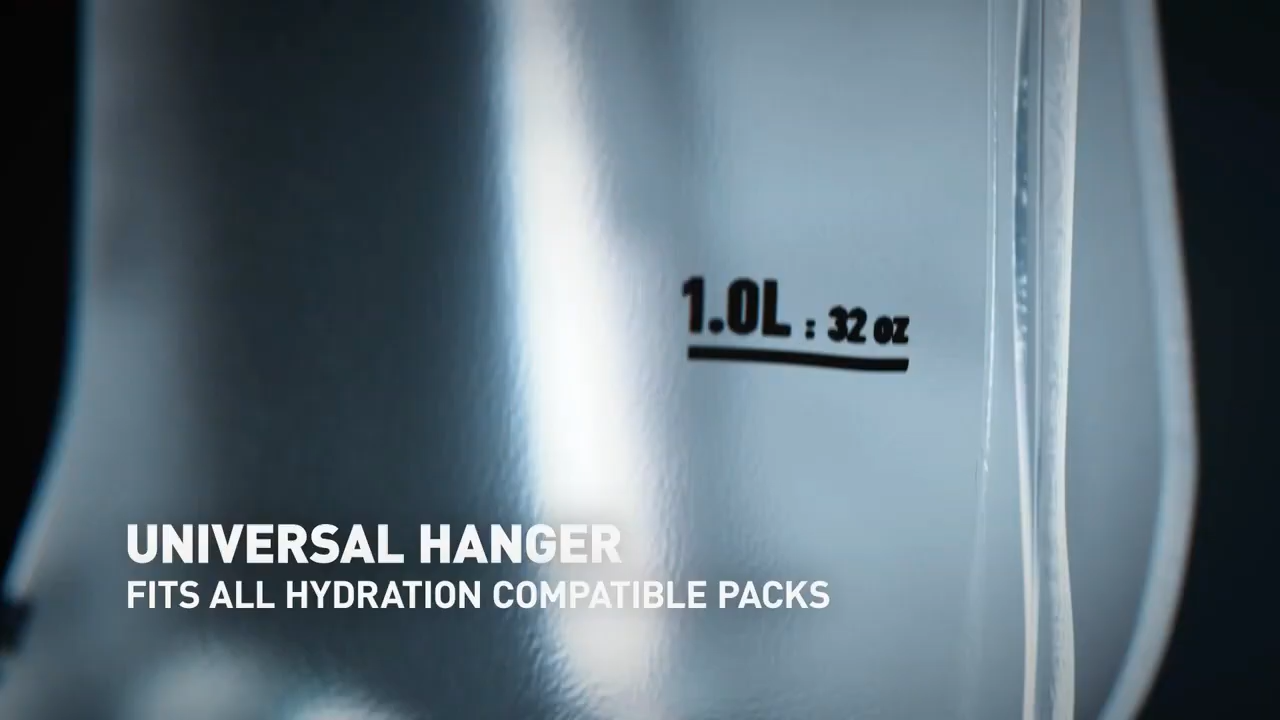 1.0L : 32 oz
UNIVERSAL HANGER
FITS ALL HYDRATION COMPATIBLE PACKS